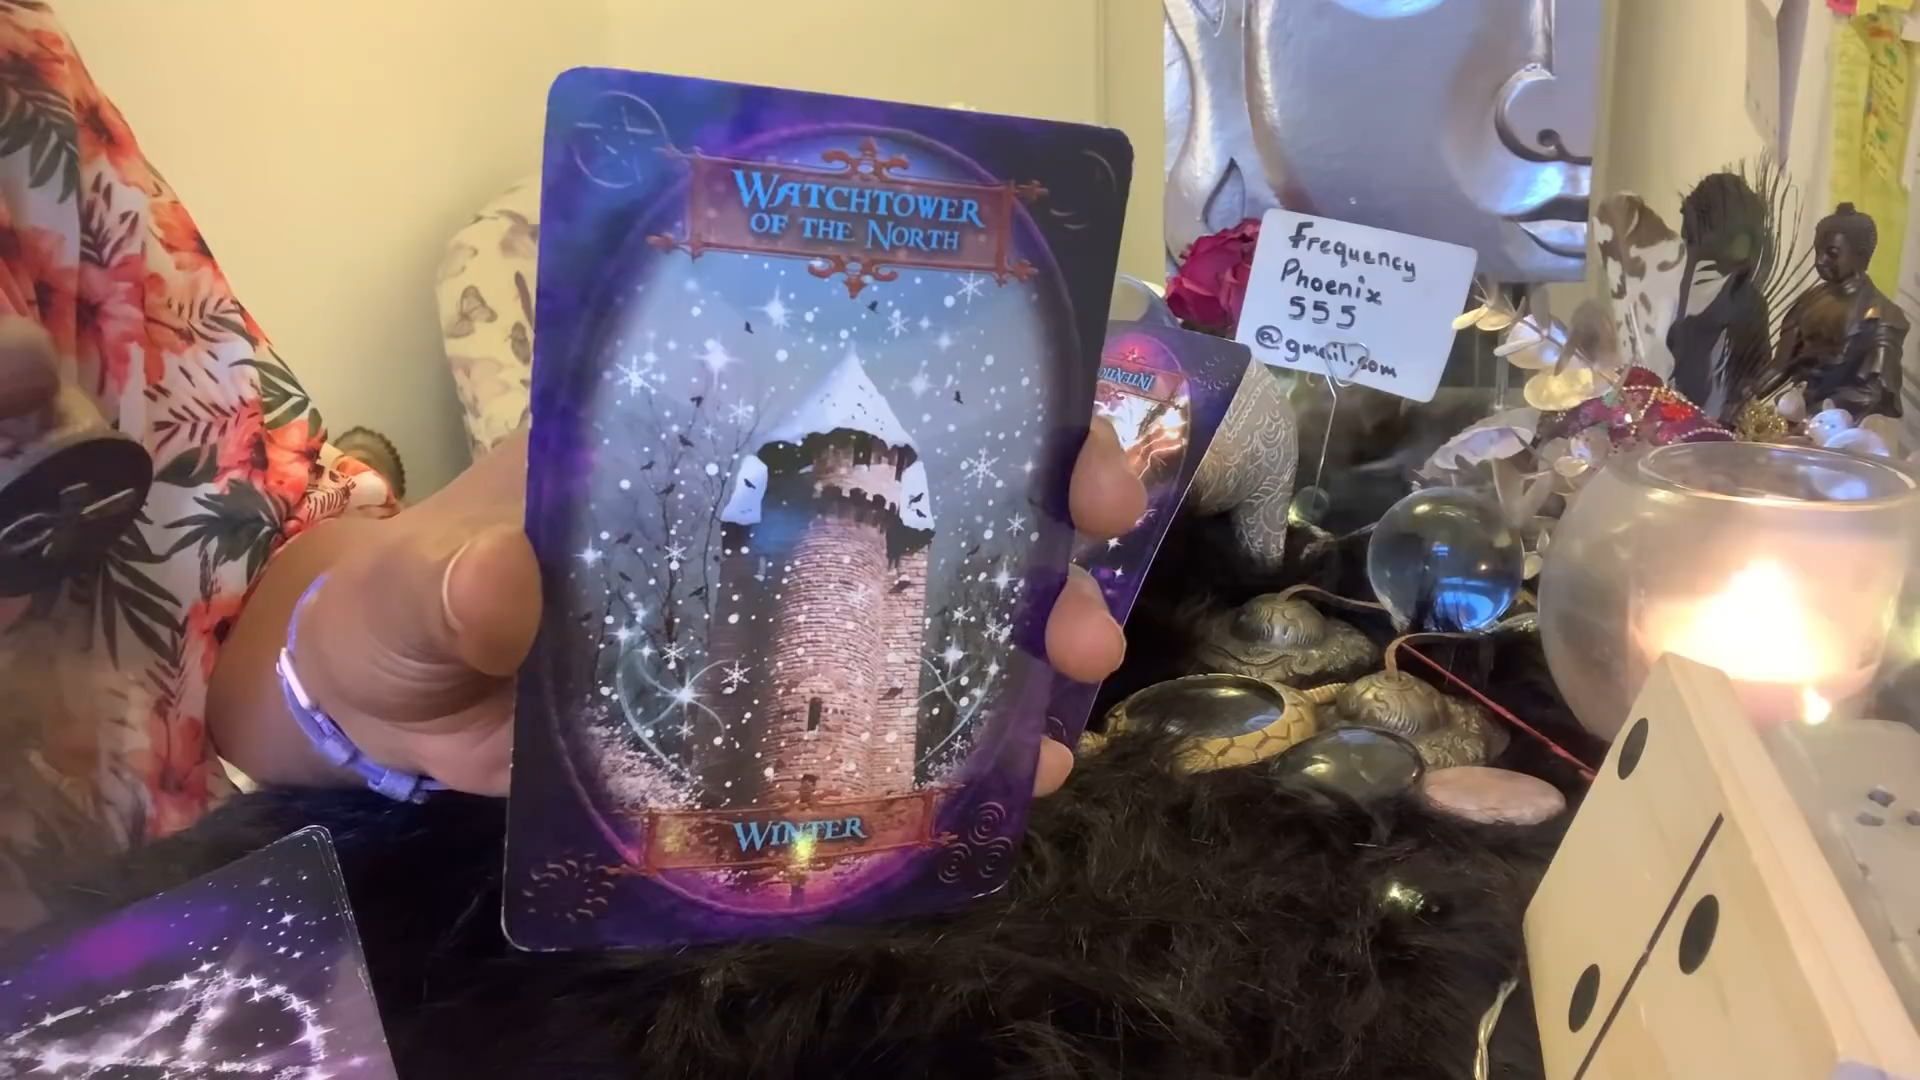 WATCHTOWER
OF THE NORTH
WINTER
Frequency
Phoenix
555
@gmail.com